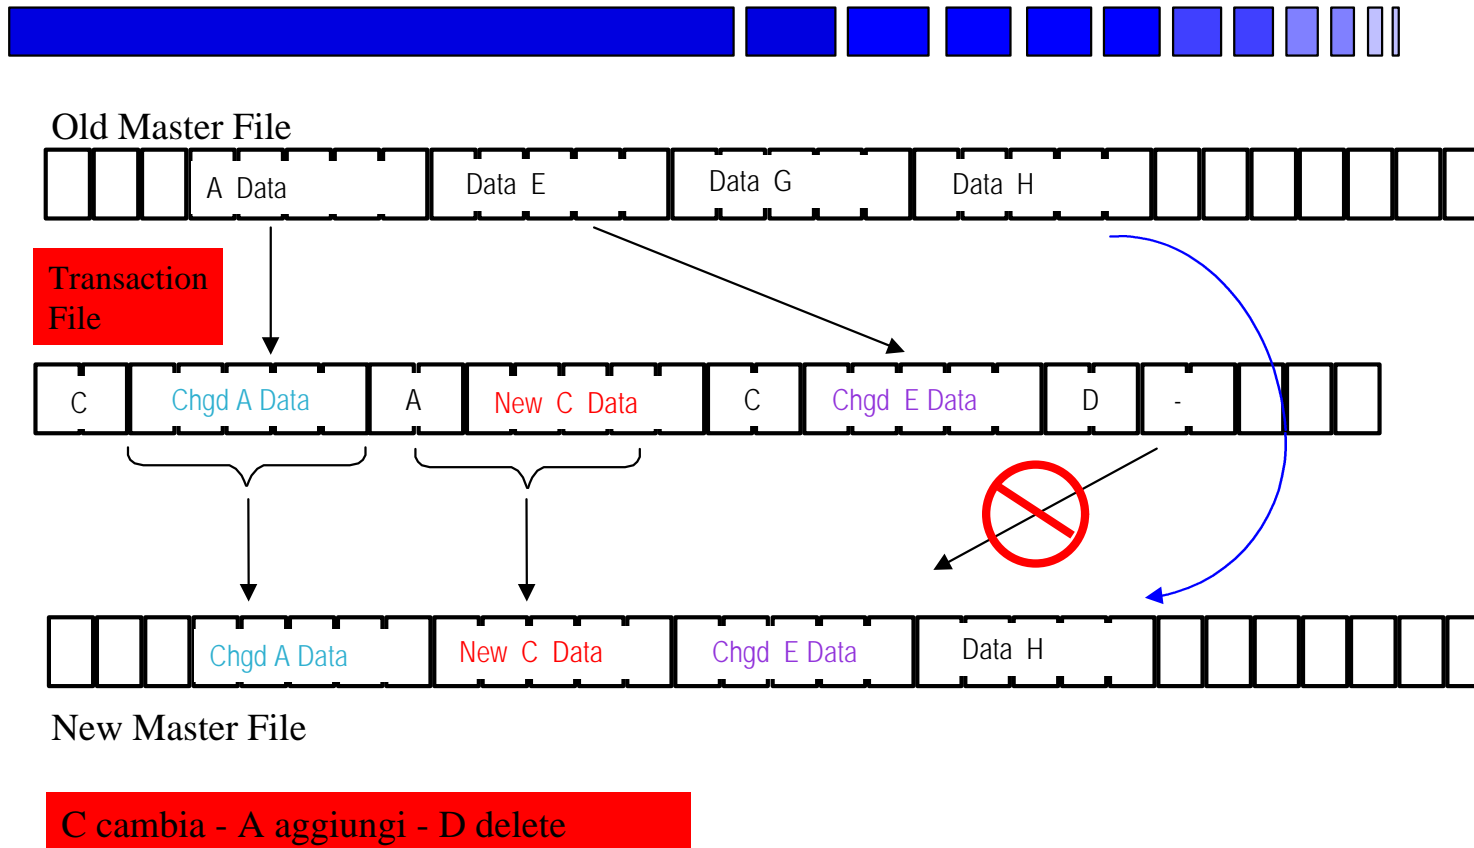 Old Master File
A Data Data E Data G Data H
Transaction
File
C Chgd A Data A New C Data C Chgd E Data D -
Chgd A Data New C Data Chgd E Data Data H
New Master File
C cambia - A aggiungi - D delete